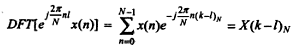 DFT[e^{j\frac{2\pi}{N}nl} x(n)] = \sum_{n=0}^{N-1} x(n)e^{-j\frac{2\pi}{N}n(k-l)_N} = X(k-l)_N